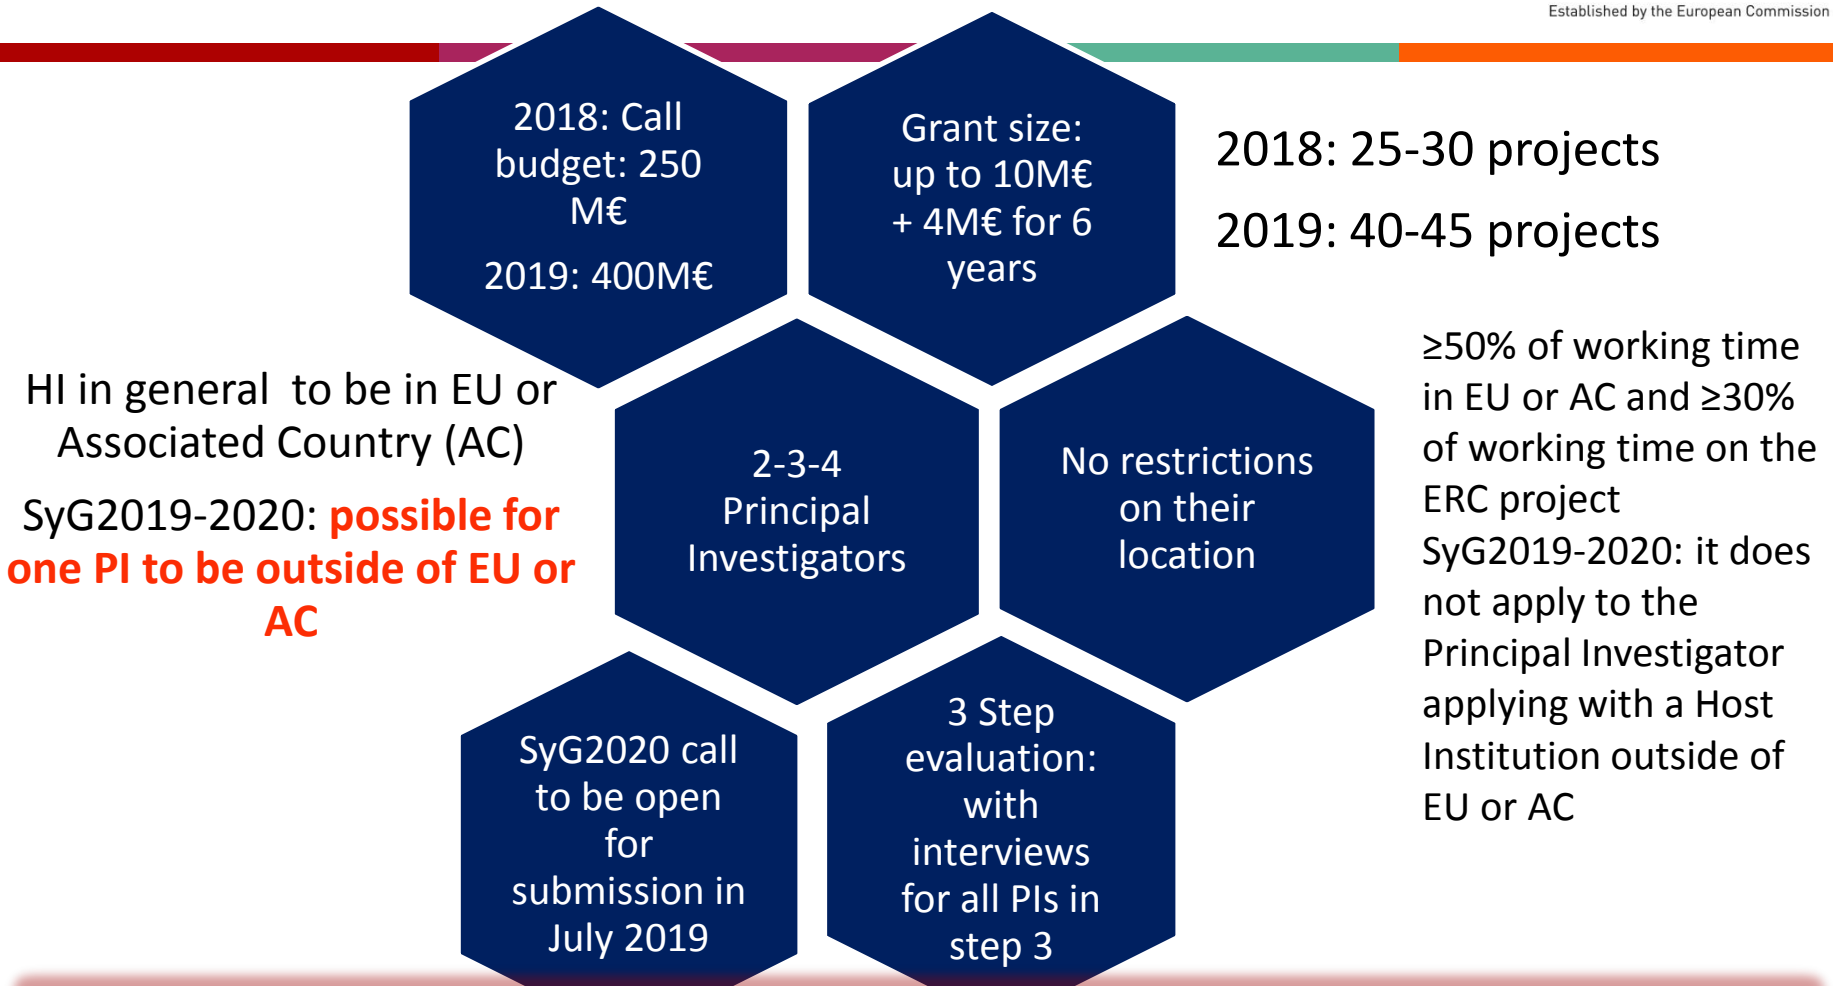 Established by the European Commission
2018: Call
budget: 250
M€
2019: 400M€
Grant size:
up to 10M€
+ 4M€ for 6
years
2018: 25-30 projects
2019: 40-45 projects
HI in general  to be in EU or
Associated Country (AC)
SyG2019-2020: possible for
one PI to be outside of EU or
AC
2-3-4
Principal
Investigators
No restrictions
on their
location
≥50% of working time
in EU or AC and ≥30%
of working time on the
ERC project
SyG2019-2020: it does
not apply to the
Principal Investigator
applying with a Host
Institution outside of
EU or AC
SyG2020 call
to be open
for
submission in
July 2019
3 Step
evaluation:
with
interviews
for all PIs in
step 3